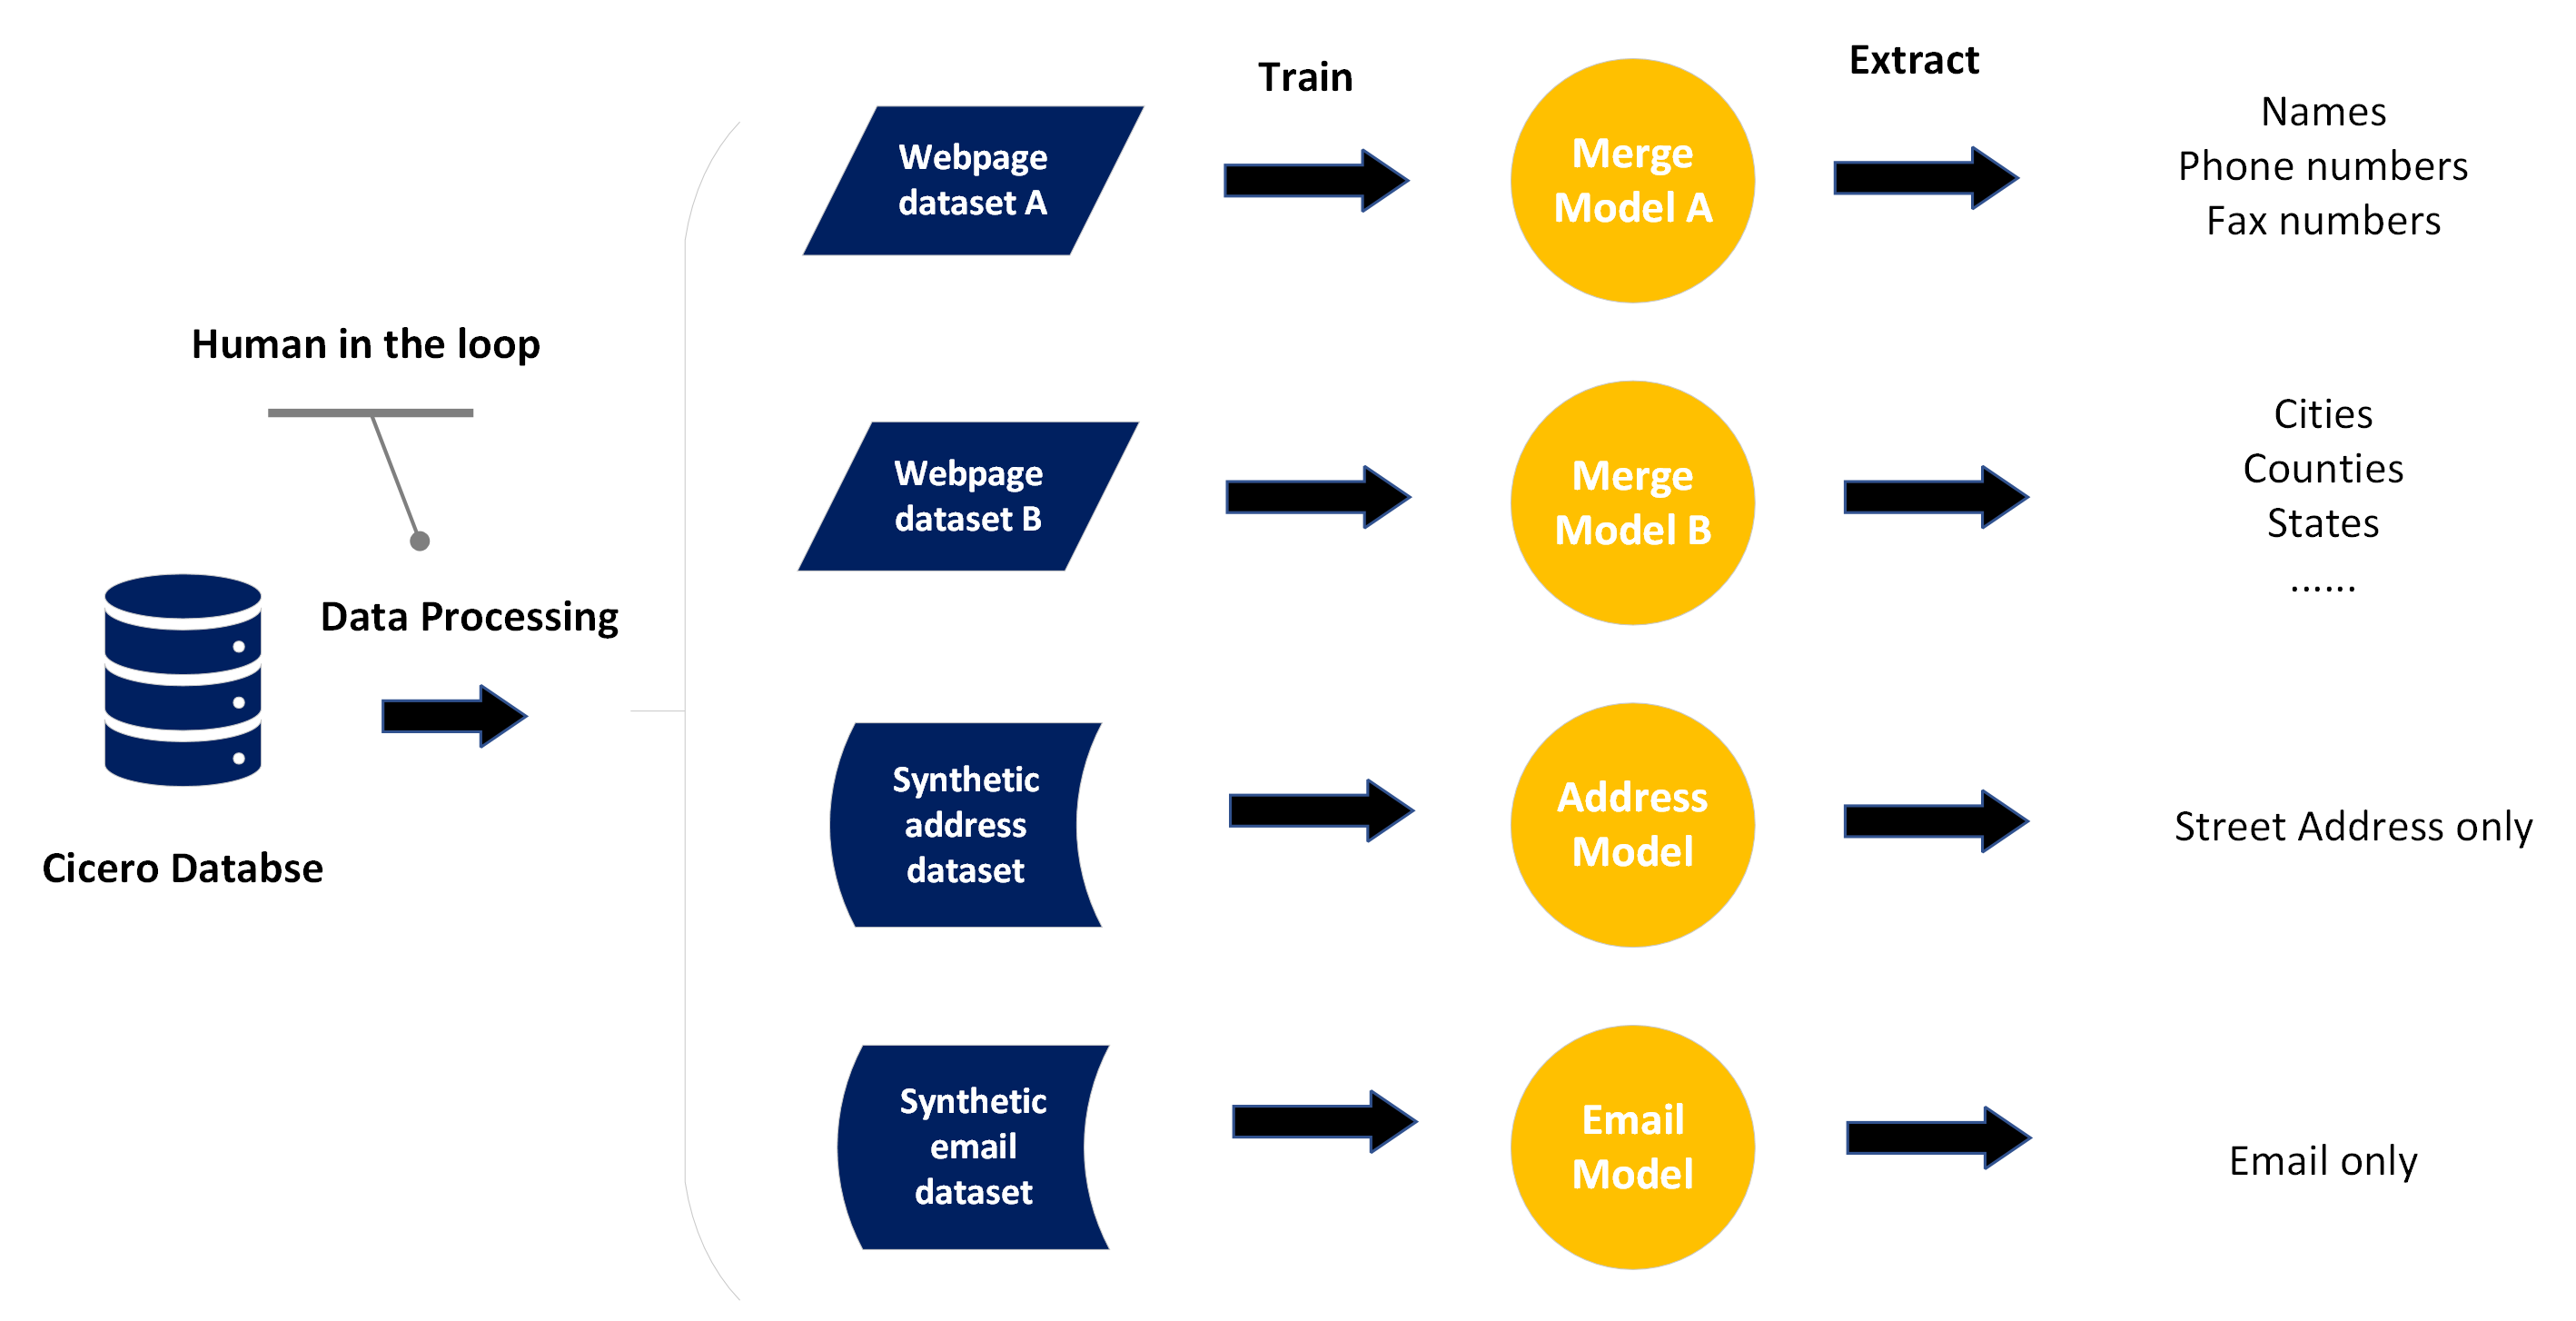 Human in the loop
Data Processing
Cicero Databse
Train
Extract
Webpage
dataset A
Merge
Model A
Names
Phone numbers
Fax numbers
Webpage
dataset B
Merge
Model B
Cities
Counties
States
......
Synthetic
address
dataset
Address
Model
Street Address only
Synthetic
email
dataset
Email
Model
Email only